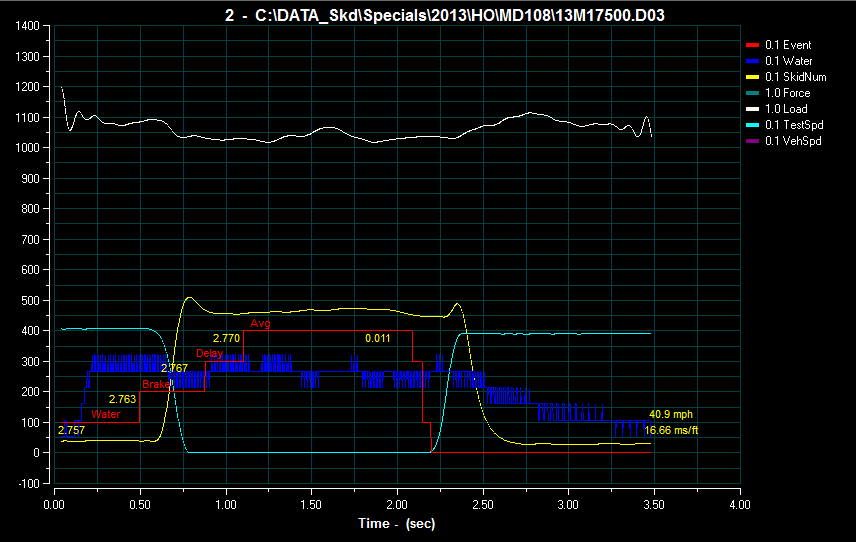 2 - C:\DATA_Skd\Specials\2013\HO\MD108\13M17500.D03
1400
1300
1200
1100
1000
900
800
700
600
500
400
300
200
100
0
-100
0.1 Event
0.1 Water
0.1 SkidNum
1.0 Force
1.0 Load
0.1 TestSpd
0.1 VehSpd
Avg
2.770
0.011
Delay
2.767
Brake
2.763
Water
40.9 mph
2.757
16.66 ms/ft
0.00 0.50 1.00 1.50 2.00 2.50 3.00 3.50 4.00
Time - (sec)